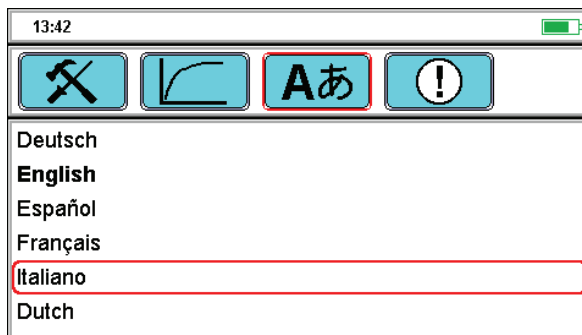 13:42
Aあ
!
Deutsch
English
Español
Français
Italiano
Dutch